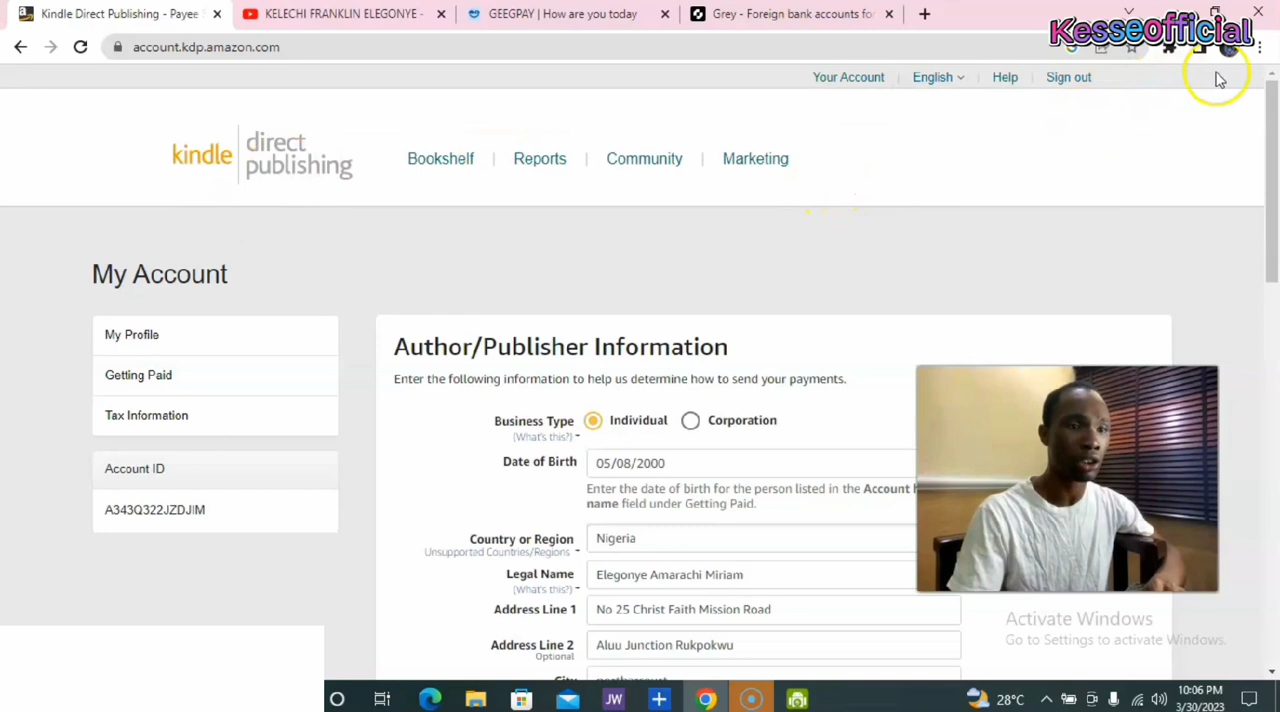 Kindle Direct Publishing - Payee
KELECHI FRANKLIN ELEGONYE -
GEEGPAY | How are you today
Grey - Foreign bank accounts for
Kesseofficial
account.kdp.amazon.com
Your Account
English
Help
Sign out
kindle direct publishing
Bookshelf
Reports
Community
Marketing
My Account
My Profile
Getting Paid
Tax Information
Account ID
A343Q322JZDJIM
Author/Publisher Information
Enter the following information to help us determine how to send your payments.
Business Type
(What's this?)
Individual
Corporation
Date of Birth
05/08/2000
Enter the date of birth for the person listed in the Account
name field under Getting Paid.
Country or Region
Unsupported Countries/Regions
Nigeria
Legal Name
(What's this?)
Elegonye Amarachi Miriam
Address Line 1
No 25 Christ Faith Mission Road
Address Line 2
Optional
Aluu Junction Rukpokwu
Activate Windows
Go to Settings to activate Windows.
JW
28°C
10:06 PM
3/30/2023